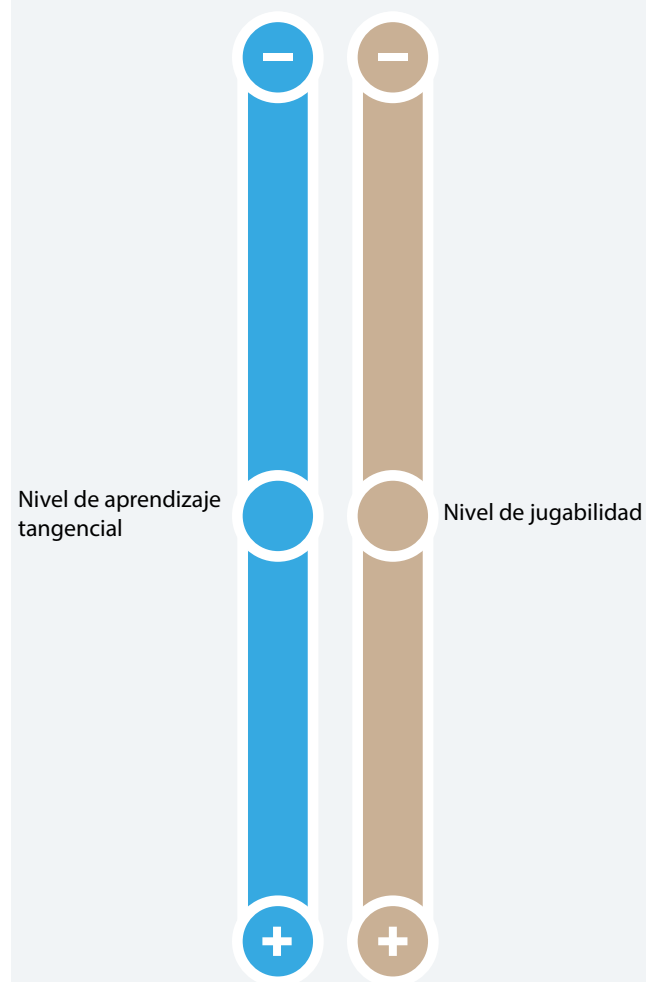 − −
Nivel de aprendizaje
tangencial
Nivel de jugabilidad
+ +